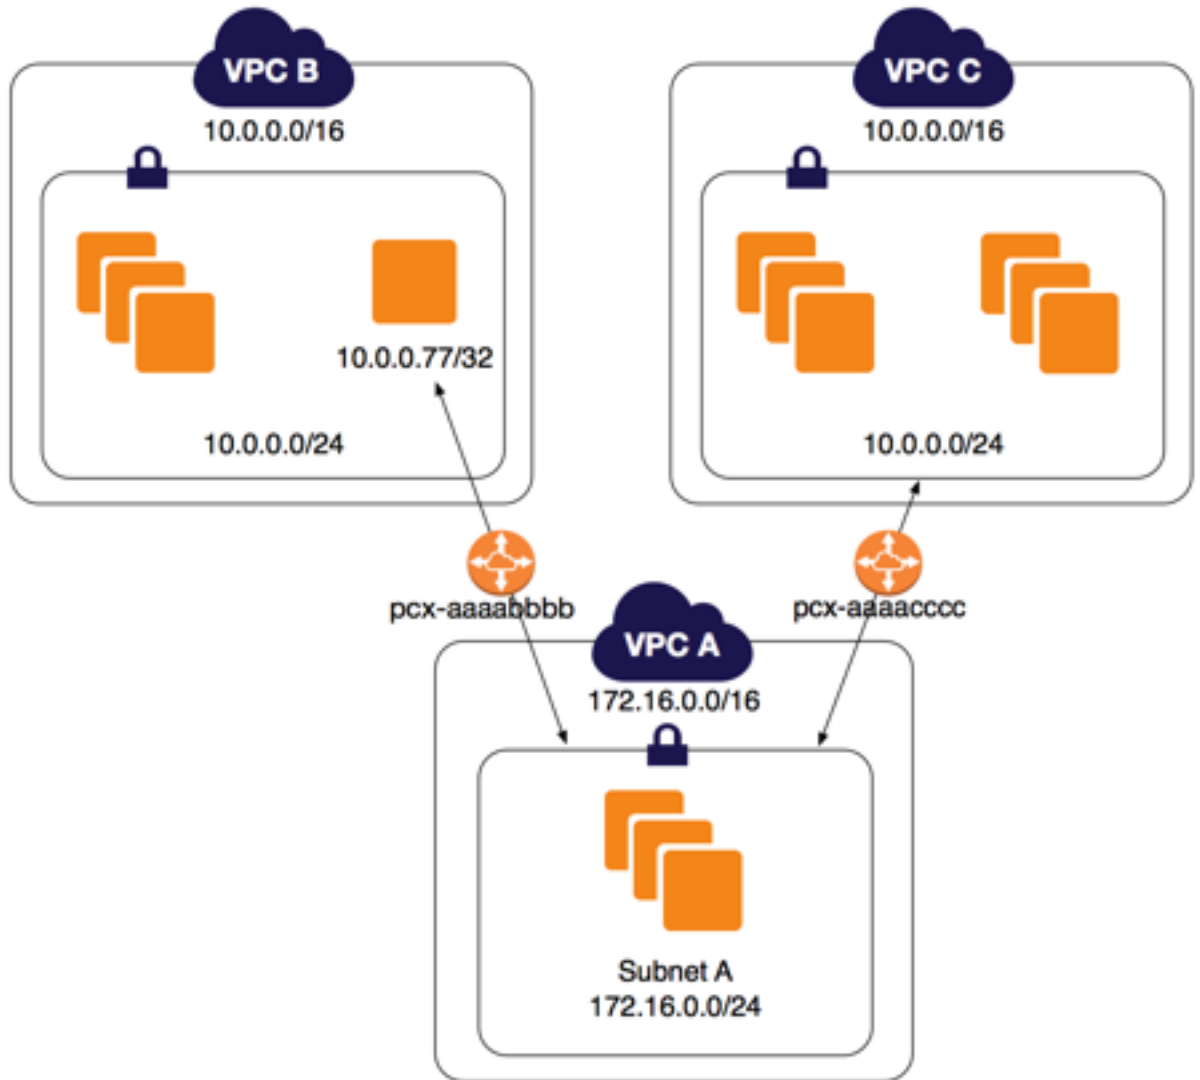 VPC B
10.0.0.0/16
10.0.0.77/32
10.0.0.0/24
VPC C
10.0.0.0/16
10.0.0.0/24
pcx-aaaabbbb
pcx-aaaacccc
VPC A
172.16.0.0/16
Subnet A
172.16.0.0/24